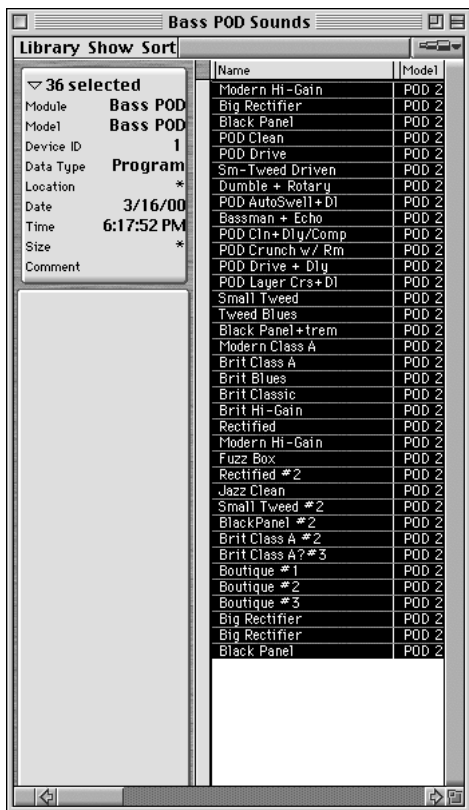 Bass POD Sounds
Library Show Sort
36 selected
Module Bass POD
Model Bass POD
Device ID 1
Data Type Program
Location *
Date 3/16/00
Time 6:17:52 PM
Size *
Comment
Name Model
Modern Hi-Gain POD 2
Big Rectifier POD 2
Black Panel POD 2
POD Clean POD 2
POD Drive POD 2
Sm-Tweed Driven POD 2
Dumble + Rotary POD 2
POD AutoSwell+Dl POD 2
Bassman + Echo POD 2
POD Cln+Dly/Comp POD 2
POD Crunch w/ Rm POD 2
POD Drive + Dly POD 2
POD Layer Crs+Dl POD 2
Small Tweed POD 2
Tweed Blues POD 2
Black Panel+trem POD 2
Modern Class A POD 2
Brit Class A POD 2
Brit Blues POD 2
Brit Classic POD 2
Brit Hi-Gain POD 2
Rectified POD 2
Modern Hi-Gain POD 2
Fuzz Box POD 2
Rectified #2 POD 2
Jazz Clean POD 2
Small Tweed #2 POD 2
BlackPanel #2 POD 2
Brit Class A #2 POD 2
Brit Class A?#3 POD 2
Boutique #1 POD 2
Boutique #2 POD 2
Boutique #3 POD 2
Big Rectifier POD 2
Big Rectifier POD 2
Black Panel POD 2